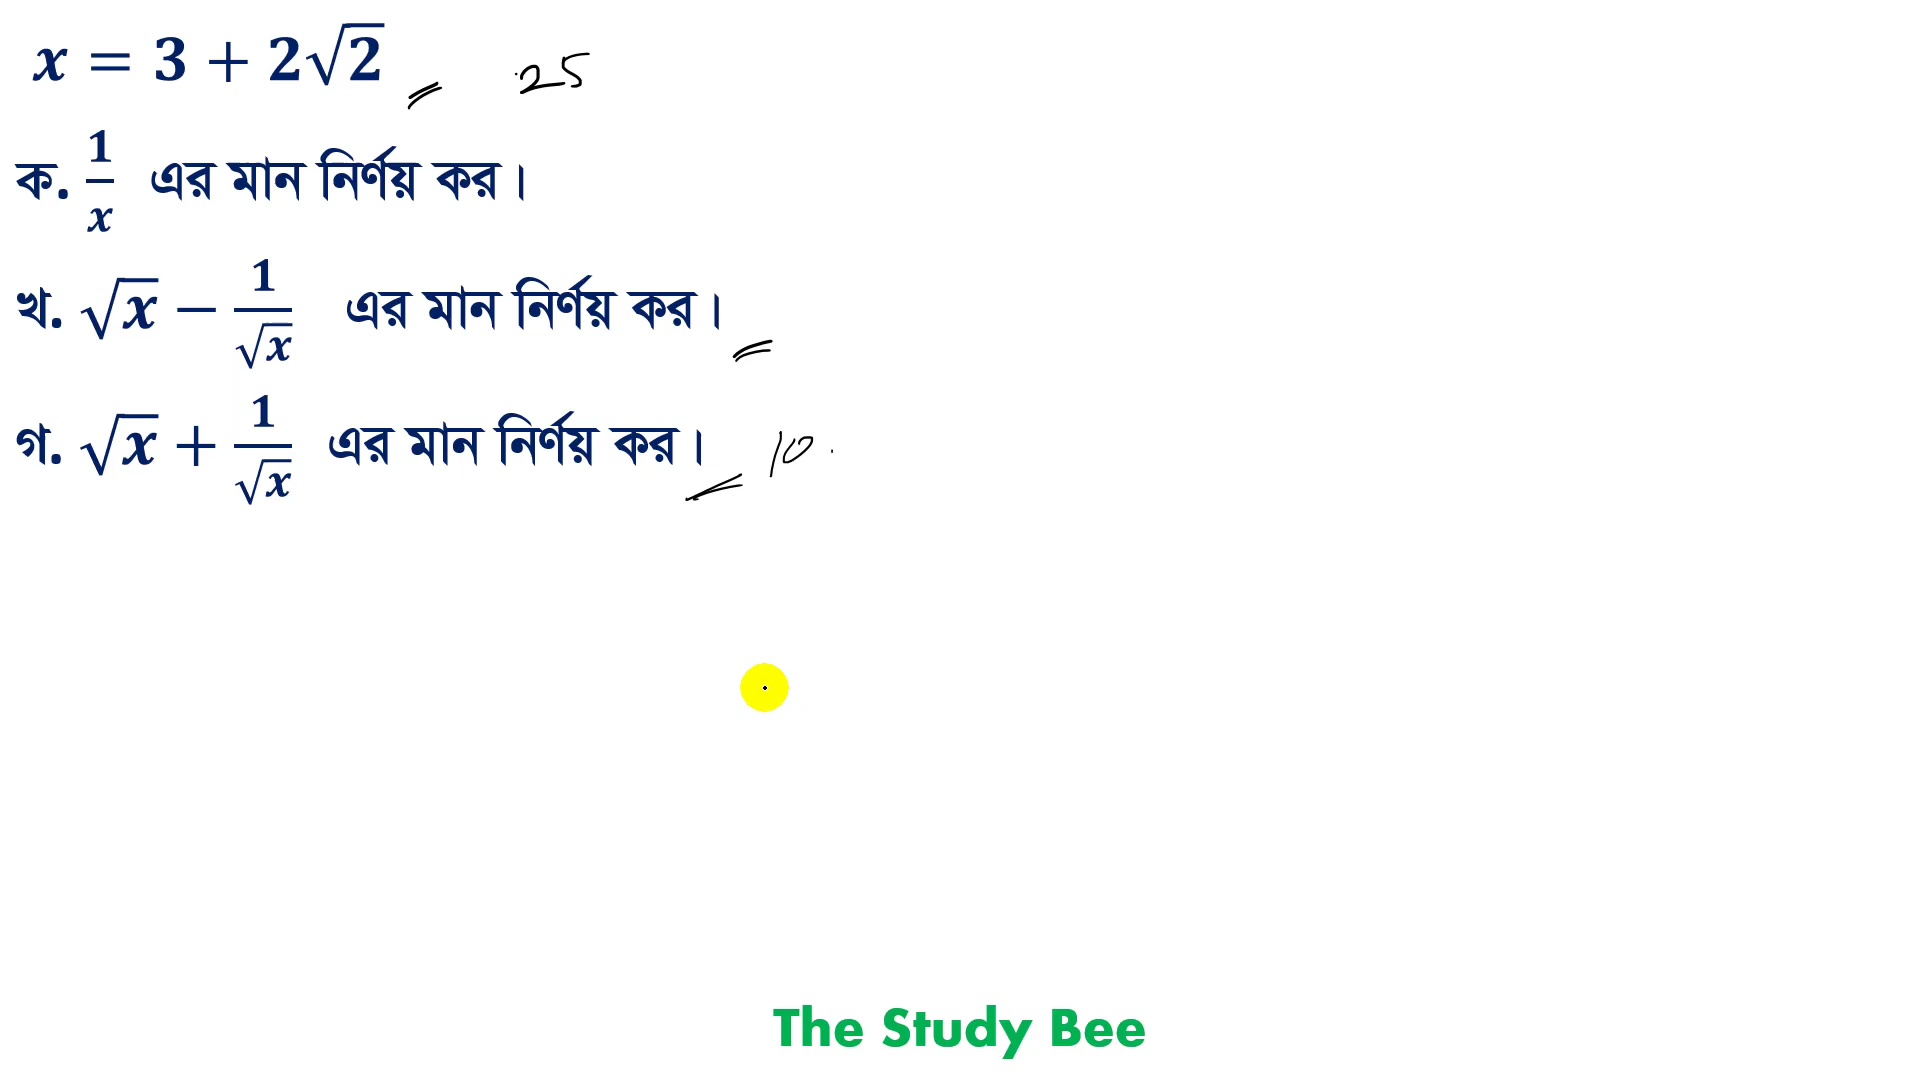 x = 3 + 2√2 25
ক. 1/x এর মান নির্ণয় কর।
খ. √x − 1/√x এর মান নির্ণয় কর।
গ. √x + 1/√x এর মান নির্ণয় কর। 10
The Study Bee